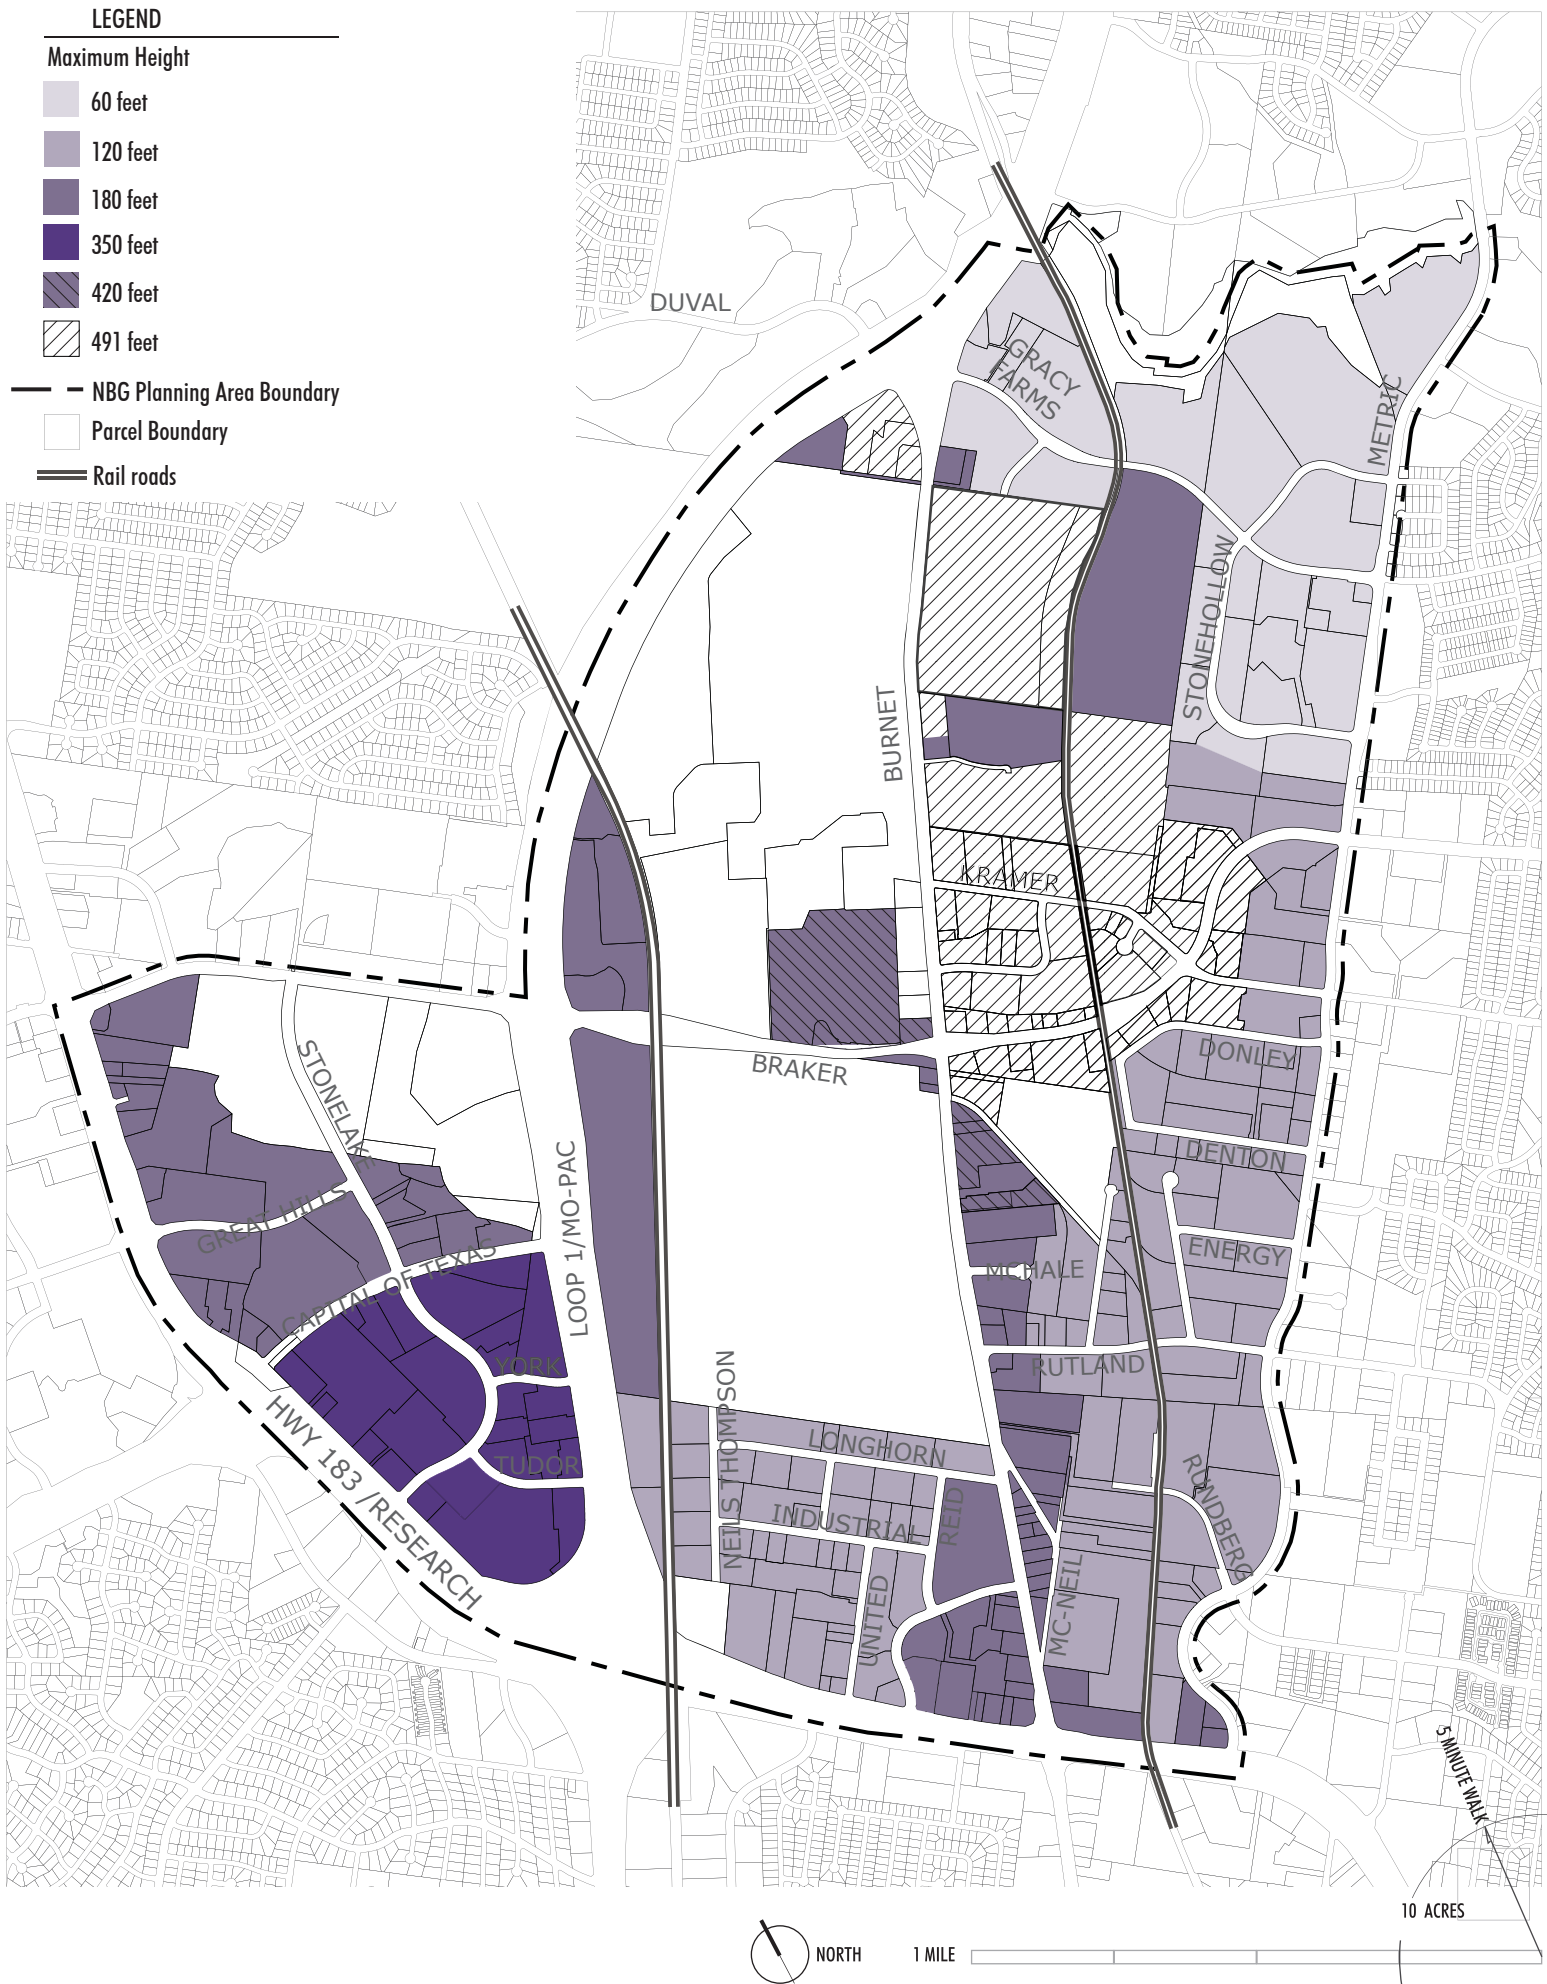 LEGEND
Maximum Height
60 feet
120 feet
180 feet
350 feet
420 feet
491 feet
NBG Planning Area Boundary
Parcel Boundary
Rail roads
DUVAL
GRACY
FARMS
METRIC
STONEHOLLOW
BURNET
KRAMER
BRAKER
DONLEY
STONELAKE
DENTON
GREAT HILLS
LOOP 1/MO-PAC
ENERGY
CAPITAL OF TEXAS
MCHALE
YORK
RUTLAND
HWY 183 /RESEARCH
NEILS THOMPSON
LONGHORN
TUDOR
RUNDBERG
REID
INDUSTRIAL
UNITED
MC-NEIL
5 MINUTE WALK
10 ACRES
NORTH
1 MILE